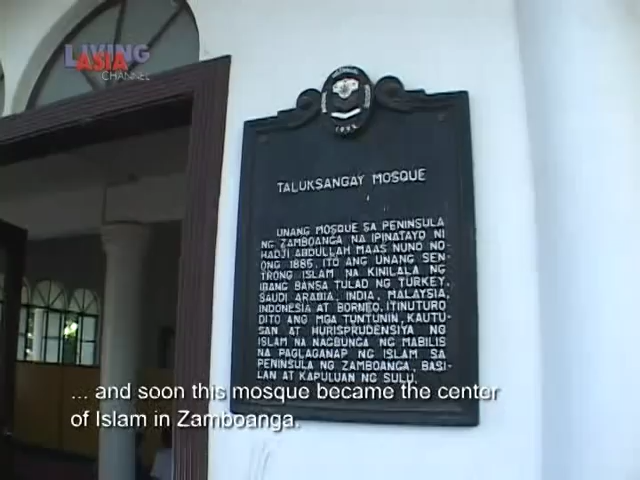 LIVING
ASIA
CHANNEL
1992
TALUKSANGAY MOSQUE
UNANG MOSQUE SA PENINSULA
NG ZAMBOANGA NA IPINATAYO NI
HADJI ABDULLAH MAAS NUNO NO-
ONG 1885. ITO ANG UNANG SEN-
TRONG ISLAM NA KINILALA NG
IBANG BANSA TULAD NG TURKEY,
SAUDI ARABIA, INDIA, MALAYSIA,
INDONESIA AT BORNEO. ITINUTURO
DITO ANG MGA TUNTUNIN, KAUTU-
SAN AT HURISPRUDENSIYA NG
ISLAM NA NAGBUNGA NG MABILIS
NA PAGLAGANAP NG ISLAM SA
PENINSULA NG ZAMBOANGA, BASI-
LAN AT KAPULUAN NG SULU.
... and soon this mosque became the center
of Islam in Zamboanga.